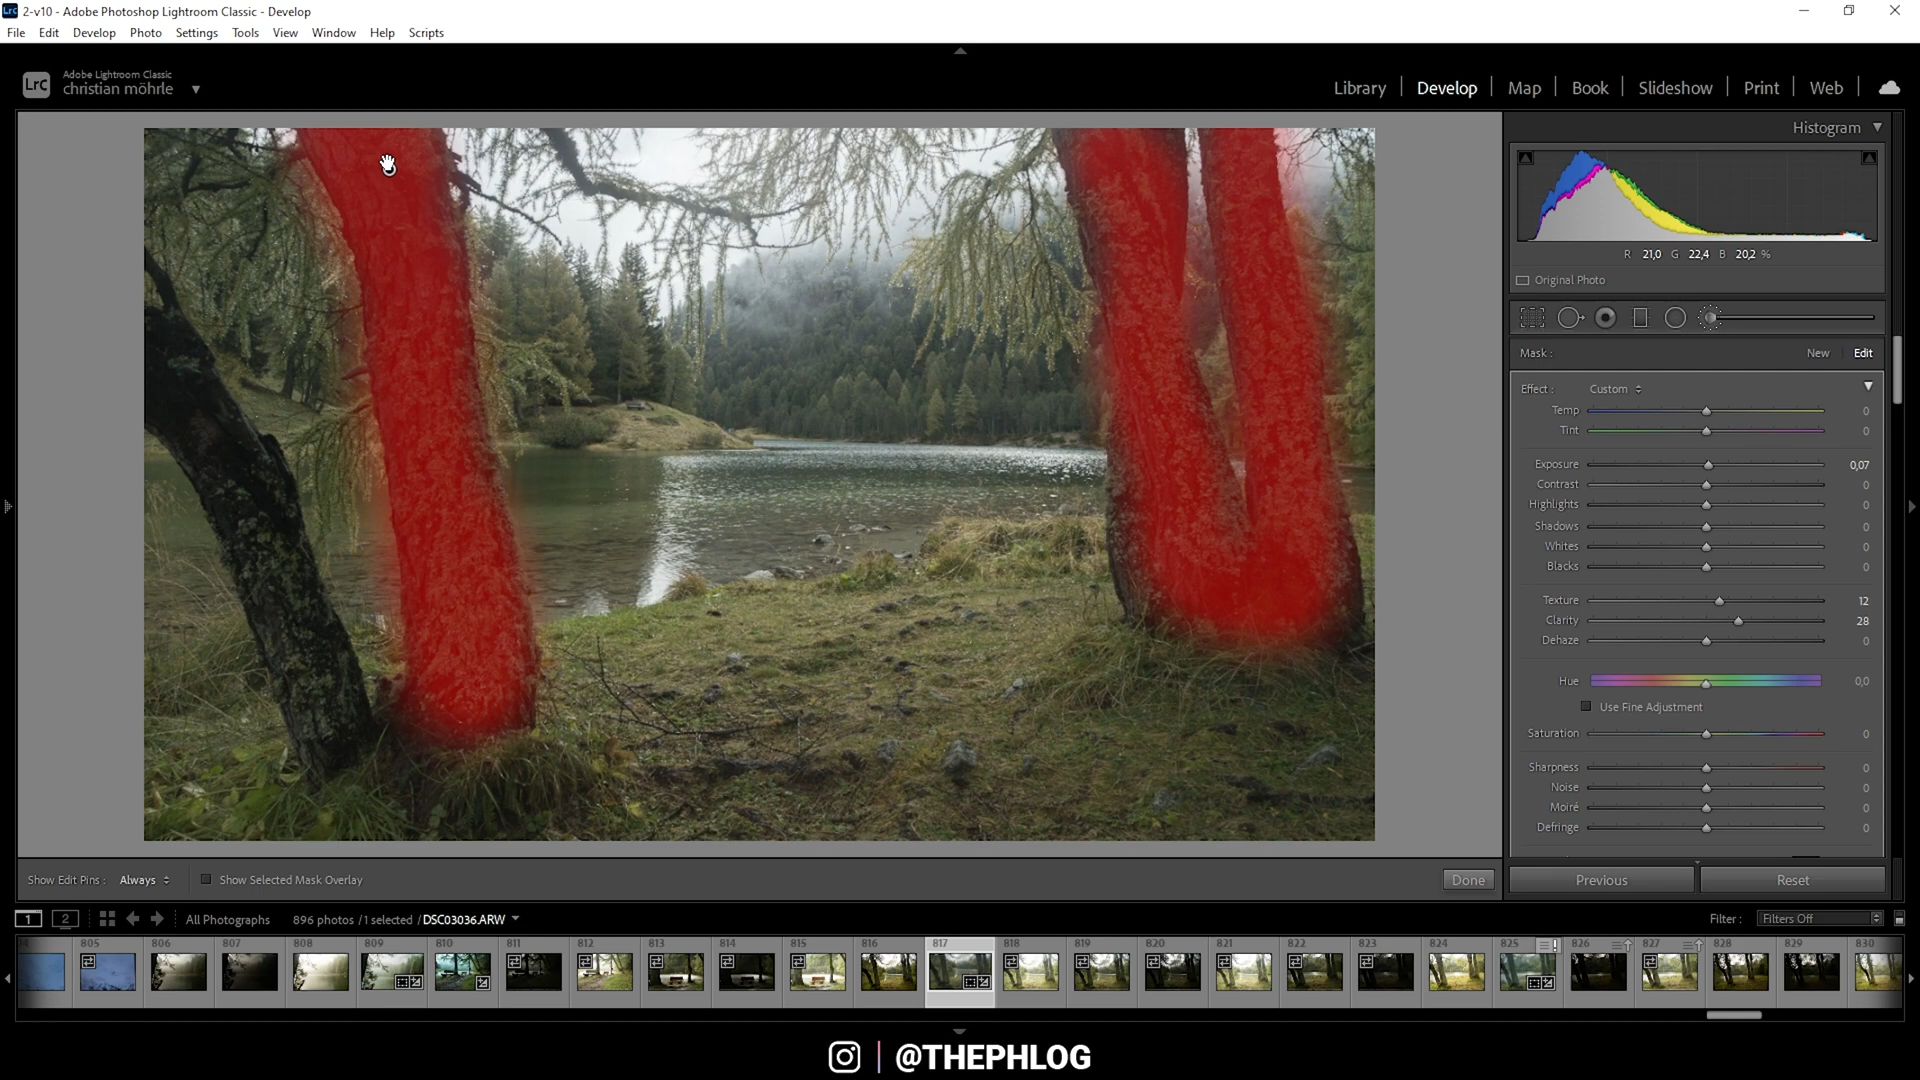 Lrc 2-v10 - Adobe Photoshop Lightroom Classic - Develop
File Edit Develop Photo Settings Tools View Window Help Scripts
LrC Adobe Lightroom Classic
christian möhrle
Library Develop Map Book Slideshow Print Web
Histogram
R 21,0 G 22,4 B 20,2 %
Original Photo
Mask : New Edit
Effect : Custom
Temp 0
Tint 0
Exposure 0,07
Contrast 0
Highlights 0
Shadows 0
Whites 0
Blacks 0
Texture 12
Clarity 28
Dehaze 0
Hue 0,0
Use Fine Adjustment
Saturation 0
Sharpness 0
Noise 0
Moiré 0
Defringe 0
Show Edit Pins : Always Show Selected Mask Overlay Done Previous Reset
1 2 All Photographs 896 photos / 1 selected / DSC03036.ARW Filter : Filters Off
805 806 807 808 809 810 811 812 813 814 815 816 817 818 819 820 821 822 823 824 825 826 827 828 829 830
@THEPHLOG